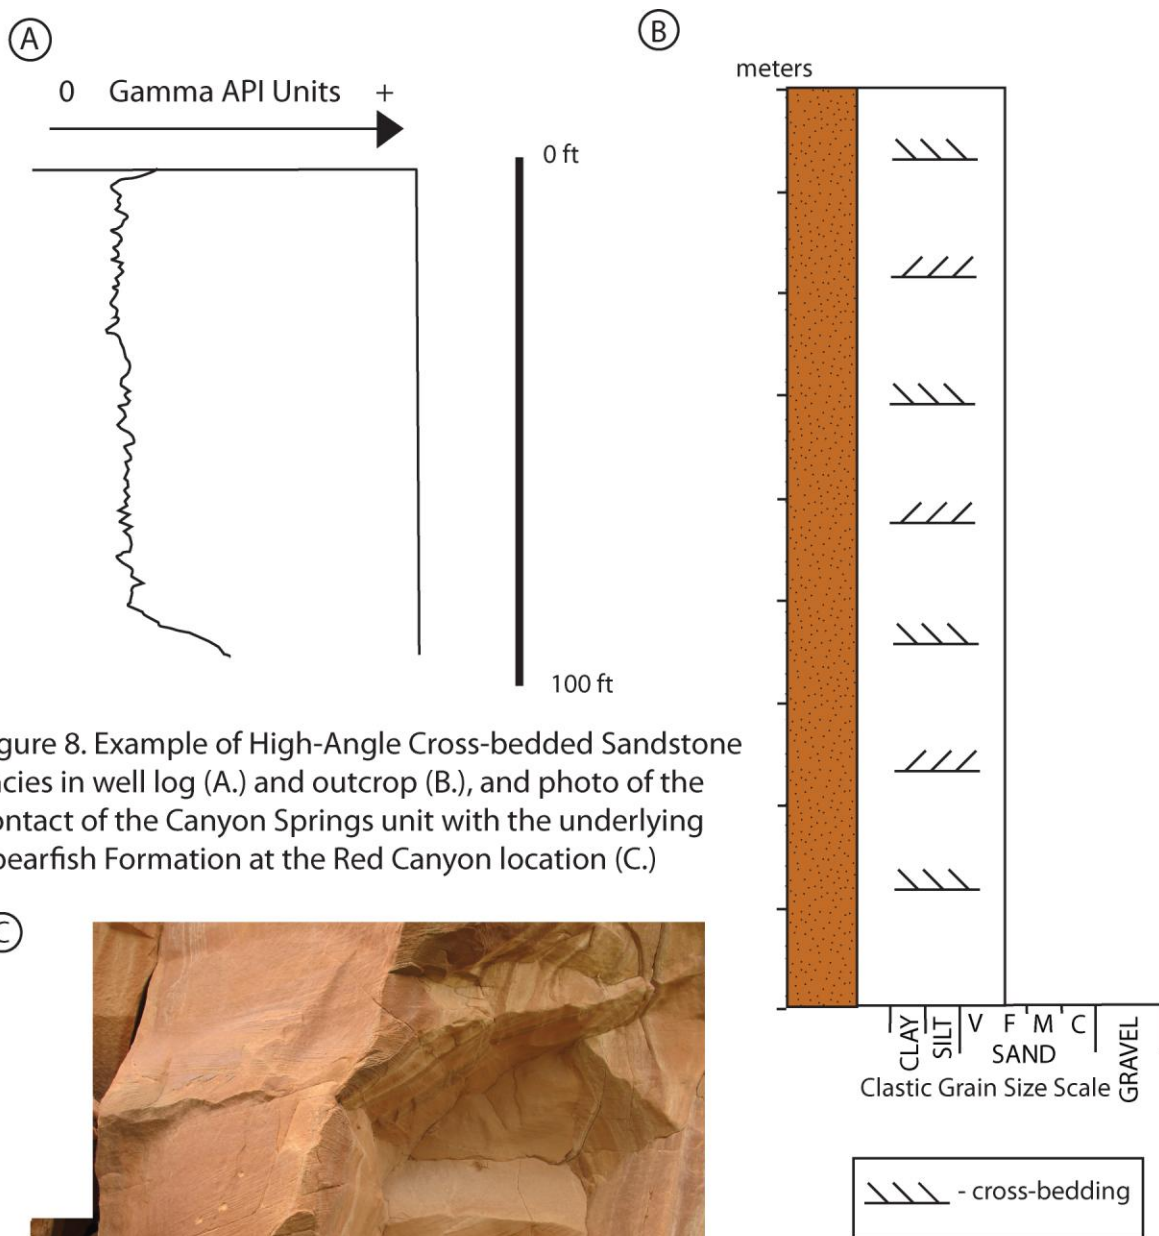 A
0 Gamma API Units +
0 ft
100 ft
gure 8. Example of High-Angle Cross-bedded Sandstone
cies in well log (A.) and outcrop (B.), and photo of the
ontact of the Canyon Springs unit with the underlying
pearfish Formation at the Red Canyon location (C.)
C
B
meters
CLAY SILT V F M C GRAVEL
SAND
Clastic Grain Size Scale
- cross-bedding